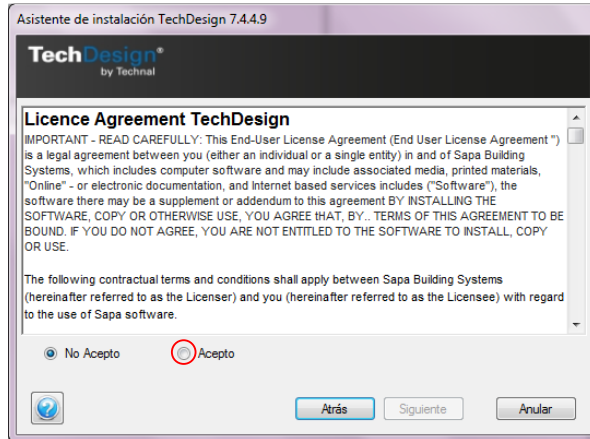 Asistente de instalación TechDesign 7.4.4.9
TechDesign®
by Technal
Licence Agreement TechDesign
IMPORTANT - READ CAREFULLY: This End-User License Agreement (End User License Agreement ")
is a legal agreement between you (either an individual or a single entity) in and of Sapa Building
Systems, which includes computer software and may include associated media, printed materials,
"Online" - or electronic documentation, and Internet based services includes ("Software"), the
software there may be a supplement or addendum to this agreement BY INSTALLING THE
SOFTWARE, COPY OR OTHERWISE USE, YOU AGREE tHAT, BY.. TERMS OF THIS AGREEMENT TO BE
BOUND. IF YOU DO NOT AGREE, YOU ARE NOT ENTITLED TO THE SOFTWARE TO INSTALL, COPY
OR USE.
The following contractual terms and conditions shall apply between Sapa Building Systems
(hereinafter referred to as the Licenser) and you (hereinafter referred to as the Licensee) with regard
to the use of Sapa software.
No Acepto Acepto
? Atrás Siguiente Anular